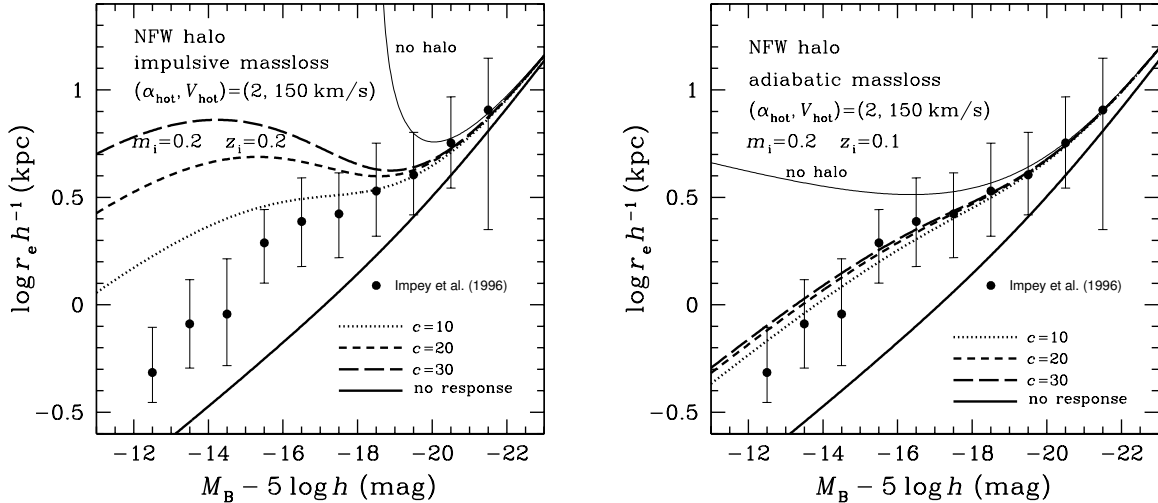 NFW halo
impulsive massloss
(α_hot, V_hot)=(2, 150 km/s)
m_i=0.2 z_i=0.2
no halo
Impey et al. (1996)
c=10
c=20
c=30
no response
1
0.5
0
−0.5
log r_e h^−1 (kpc)
−12 −14 −16 −18 −20 −22
M_B − 5 log h (mag)
NFW halo
adiabatic massloss
(α_hot, V_hot)=(2, 150 km/s)
m_i=0.2 z_i=0.1
no halo
Impey et al. (1996)
c=10
c=20
c=30
no response
1
0.5
0
−0.5
log r_e h^−1 (kpc)
−12 −14 −16 −18 −20 −22
M_B − 5 log h (mag)